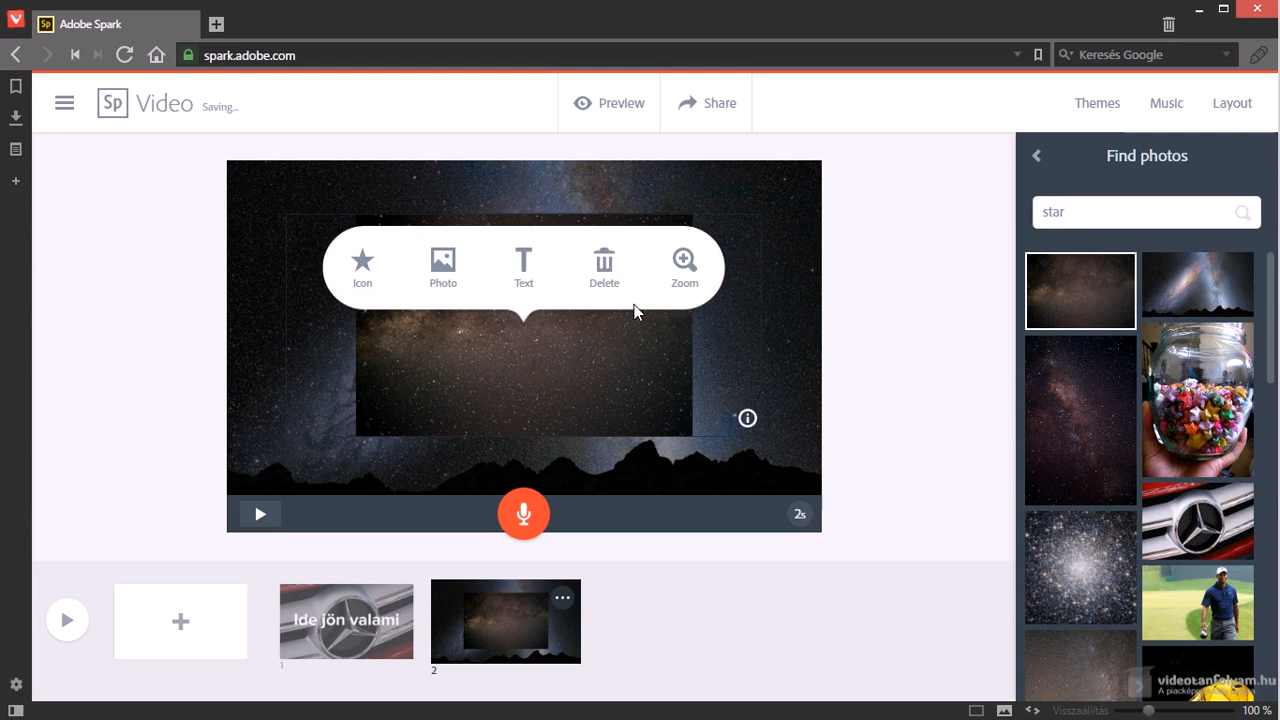 Sp Adobe Spark
spark.adobe.com
Keresés Google
Sp Video Saving...
Preview
Share
Themes
Music
Layout
Find photos
star
Icon
Photo
Text
Delete
Zoom
2s
Ide jön valami
1
2
videotanfolyam.hu
Visszaállítás
100 %